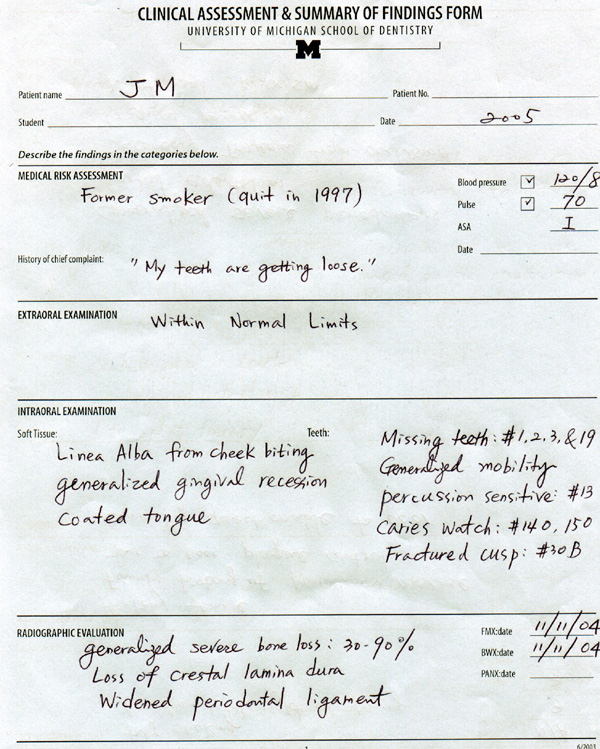 CLINICAL ASSESSMENT & SUMMARY OF FINDINGS FORM
UNIVERSITY OF MICHIGAN SCHOOL OF DENTISTRY
M
Patient name JM Patient No.
Student Date 2005
Describe the findings in the categories below.
MEDICAL RISK ASSESSMENT
Former smoker (quit in 1997)
Blood pressure 120/8
Pulse 70
ASA I
Date
History of chief complaint: "My teeth are getting loose."
EXTRAORAL EXAMINATION Within Normal Limits
INTRAORAL EXAMINATION
Soft Tissue:
Linea Alba from cheek biting
generalized gingival recession
coated tongue
Teeth:
Missing teeth: #1,2,3,&19
Generalized mobility
percussion sensitive: #13
Caries watch: #14O, 15O
Fractured cusp: #30B
RADIOGRAPHIC EVALUATION
generalized severe bone loss: 30-90%
Loss of crestal lamina dura
Widened periodontal ligament
FMX:date 11/11/04
BWX:date 11/11/04
PANX:date
6/2003